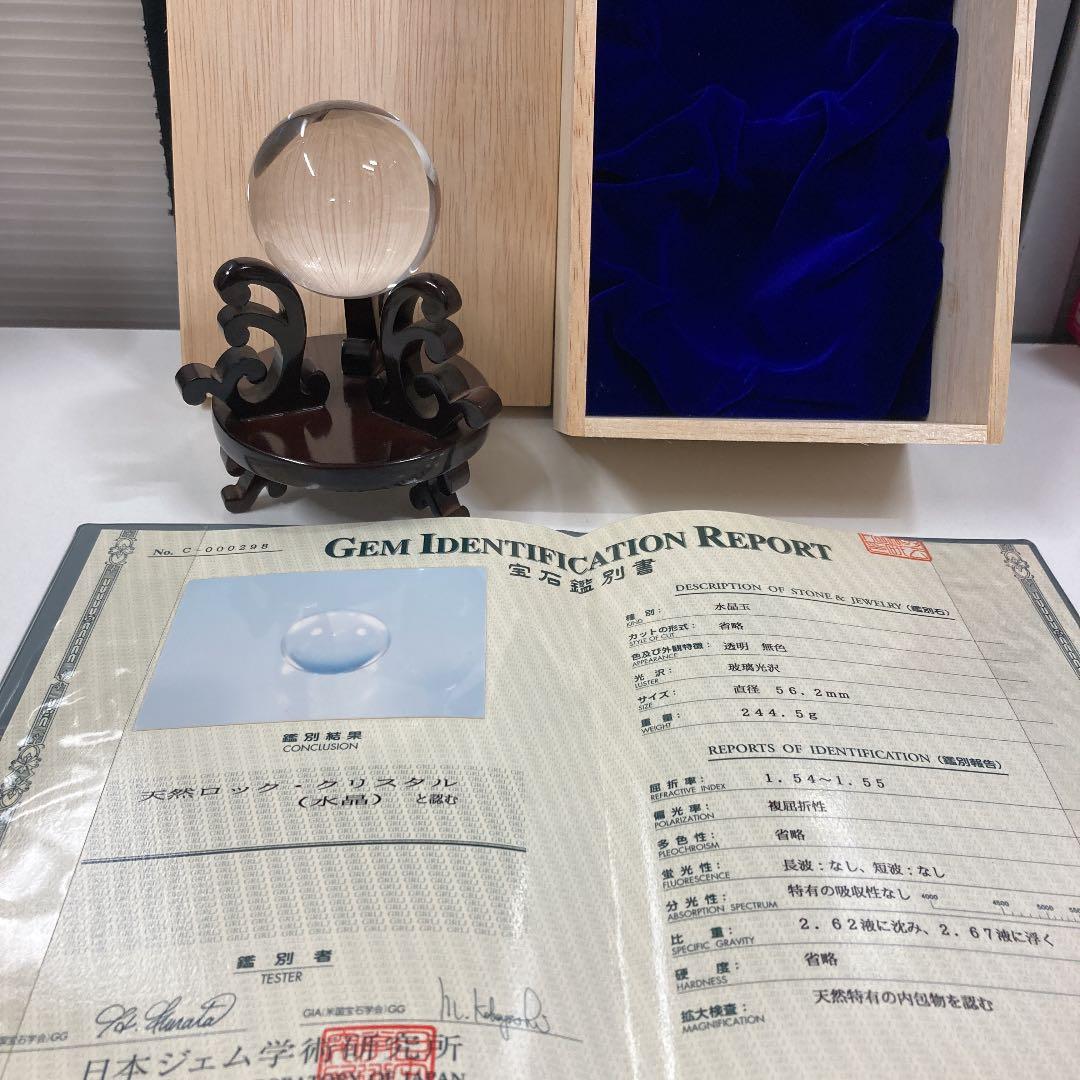 No. C-000298
GEM IDENTIFICATION REPORT
宝石鑑別書
鑑別結果
CONCLUSION
天然ロック・クリスタル
(水晶) と認む
鑑別者
TESTER
GIA(米国宝石学会)GG
日本ジェム学術研究所
OF JAPAN
DESCRIPTION OF STONE & JEWELRY (鑑別石)
種別: 水晶玉
KIND
カットの形式: 省略
STYLE OF CUT
色及び外観特徴: 透明 無色
APPEARANCE
光沢: 玻璃光沢
LUSTER
サイズ: 直径 56.2mm
SIZE
重量: 244.5g
WEIGHT
REPORTS OF IDENTIFICATION (鑑別報告)
屈折率: 1.54~1.55
REFRACTIVE INDEX
偏光率: 複屈折性
POLARIZATION
多色性: 省略
PLEOCHROISM
蛍光性: 長波:なし、短波:なし
FLUORESCENCE
分光性: 特有の吸収性なし 4000 4500 5000
ABSORPTION SPECTRUM
比重: 2.62液に沈み、2.67液に浮く
SPECIFIC GRAVITY
硬度: 省略
HARDNESS
拡大検査: 天然特有の内包物を認む
MAGNIFICATION